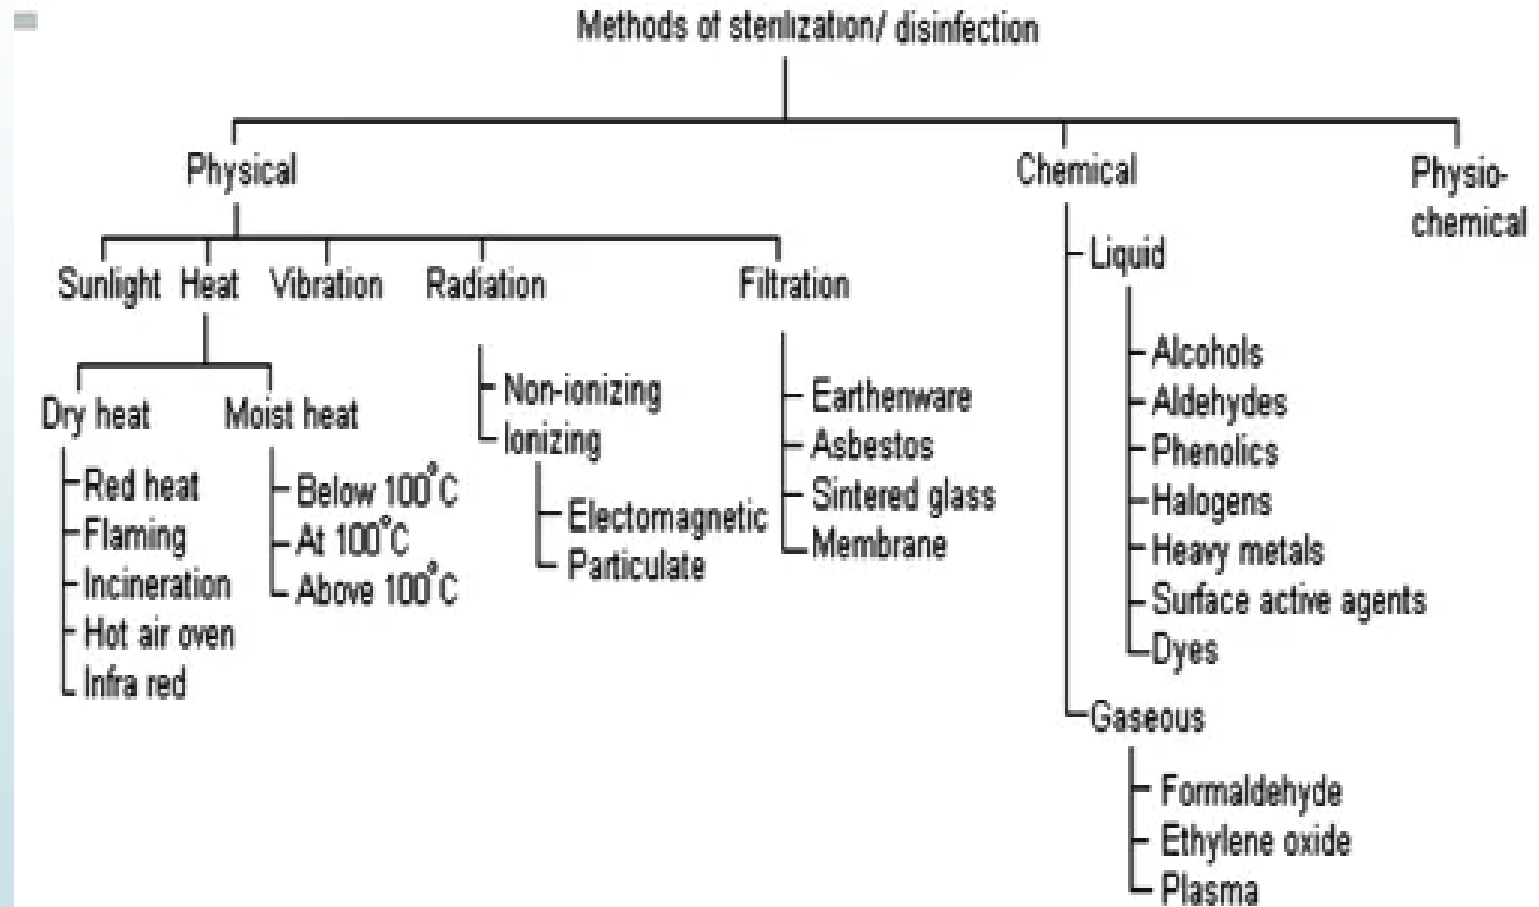 Methods of sterilization/ disinfection
Physical
Chemical
Physio-
chemical
Sunlight
Heat
Vibration
Radiation
Filtration
Dry heat
Red heat
Flaming
Incineration
Hot air oven
Infra red
Moist heat
Below 100°C
At 100°C
Above 100°C
Non-ionizing
Ionizing
Electomagnetic
Particulate
Earthenware
Asbestos
Sintered glass
Membrane
Liquid
Alcohols
Aldehydes
Phenolics
Halogens
Heavy metals
Surface active agents
Dyes
Gaseous
Formaldehyde
Ethylene oxide
Plasma